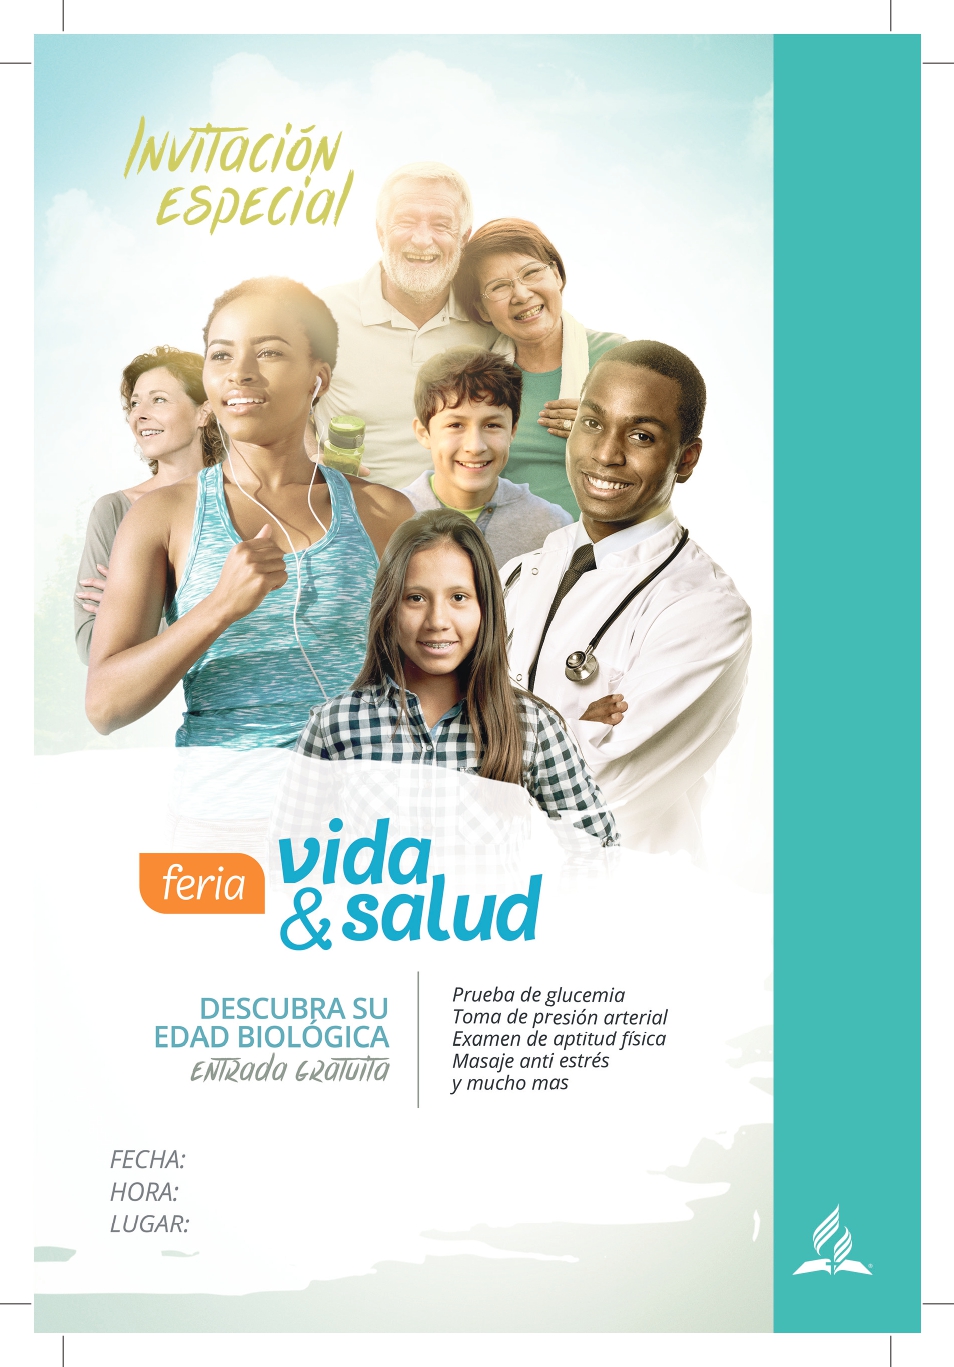 Invitación
especial
feria
vida
& salud
DESCUBRA SU
EDAD BIOLÓGICA
ENTRADA GRATUITA
Prueba de glucemia
Toma de presión arterial
Examen de aptitud física
Masaje anti estrés
y mucho mas
FECHA:
HORA:
LUGAR: